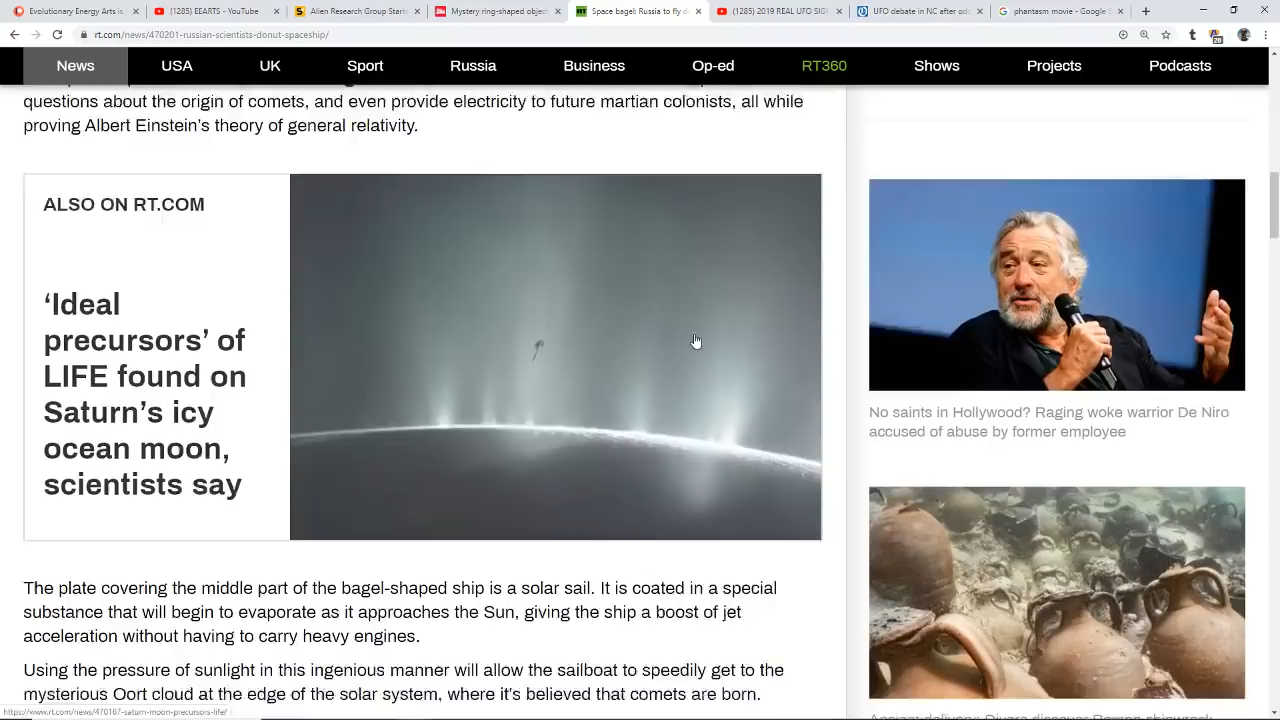 Evolutionary Energy Arts is
(1285) EEARTS - YouTube
Alien Research Group Starts
Mystery ring-shaped object
Space bagel: Russia to fly d
(1285) 2019 REAL UFO SIG
UFO debate in NC after odd
phantasm movie - Google S
rt.com/news/470201-russian-scientists-donut-spaceship/
News
USA
UK
Sport
Russia
Business
Op-ed
RT360
Shows
Projects
Podcasts
questions about the origin of comets, and even provide electricity to future martian colonists, all while
proving Albert Einstein's theory of general relativity.
ALSO ON RT.COM
‘Ideal
precursors’ of
LIFE found on
Saturn’s icy
ocean moon,
scientists say
No saints in Hollywood? Raging woke warrior De Niro
accused of abuse by former employee
The plate covering the middle part of the bagel-shaped ship is a solar sail. It is coated in a special
substance that will begin to evaporate as it approaches the Sun, giving the ship a boost of jet
acceleration without having to carry heavy engines.
Using the pressure of sunlight in this ingenious manner will allow the sailboat to speedily get to the
mysterious Oort cloud at the edge of the solar system, where it’s believed that comets are born.
Ancient delivery: Divers discover Roman shipwreck
https://www.rt.com/news/470167-saturn-moon-precursors-life/